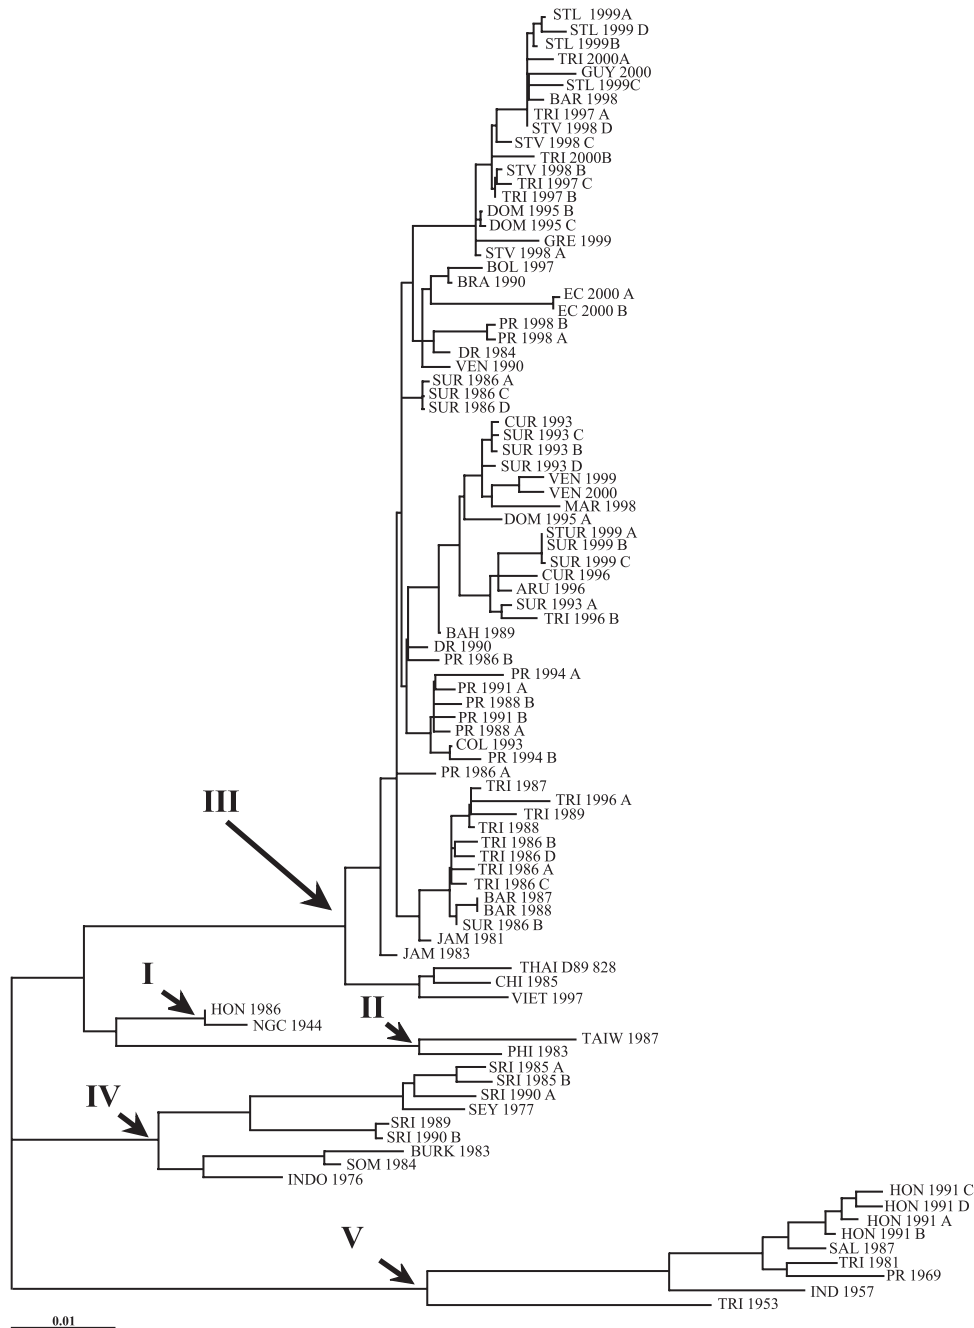 STL 1999A
STL 1999 D
STL 1999B
TRI 2000A
GUY 2000
STL 1999C
BAR 1998
TRI 1997 A
STV 1998 D
STV 1998 C
TRI 2000B
STV 1998 B
TRI 1997 C
TRI 1997 B
DOM 1995 B
DOM 1995 C
GRE 1999
STV 1998 A
BOL 1997
BRA 1990
EC 2000 A
EC 2000 B
PR 1998 B
PR 1998 A
DR 1984
VEN 1990
SUR 1986 A
SUR 1986 C
SUR 1986 D
CUR 1993
SUR 1993 C
SUR 1993 B
SUR 1993 D
VEN 1999
VEN 2000
MAR 1998
DOM 1995 A
STUR 1999 A
SUR 1999 B
SUR 1999 C
CUR 1996
ARU 1996
SUR 1993 A
TRI 1996 B
BAH 1989
DR 1990
PR 1986 B
PR 1994 A
PR 1991 A
PR 1988 B
PR 1991 B
PR 1988 A
COL 1993
PR 1994 B
PR 1986 A
TRI 1987
III
TRI 1996 A
TRI 1989
TRI 1988
TRI 1986 B
TRI 1986 D
TRI 1986 A
TRI 1986 C
BAR 1987
BAR 1988
SUR 1986 B
JAM 1981
JAM 1983
THAI D89 828
I
CHI 1985
VIET 1997
II
HON 1986
NGC 1944
TAIW 1987
PHI 1983
SRI 1985 A
SRI 1985 B
IV
SRI 1990 A
SEY 1977
SRI 1989
SRI 1990 B
BURK 1983
SOM 1984
INDO 1976
HON 1991 C
HON 1991 D
HON 1991 A
HON 1991 B
V
SAL 1987
TRI 1981
PR 1969
IND 1957
TRI 1953
0.01